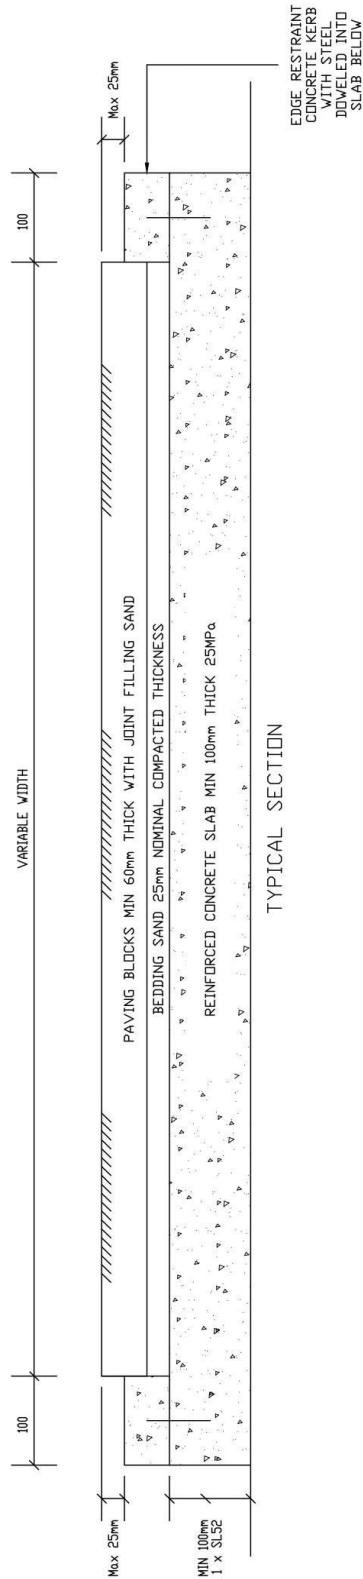 VARIABLE WIDTH
100
100
Max 25mm
Max 25mm
PAVING BLOCKS MIN 60mm THICK WITH JOINT FILLING SAND
BEDDING SAND 25mm NOMINAL COMPACTED THICKNESS
REINFORCED CONCRETE SLAB MIN 100mm THICK 25MPa
MIN 100mm
1 x SL52
EDGE RESTRAINT
CONCRETE KERB
WITH STEEL
DOWELED INTO
SLAB BELOW
TYPICAL SECTION